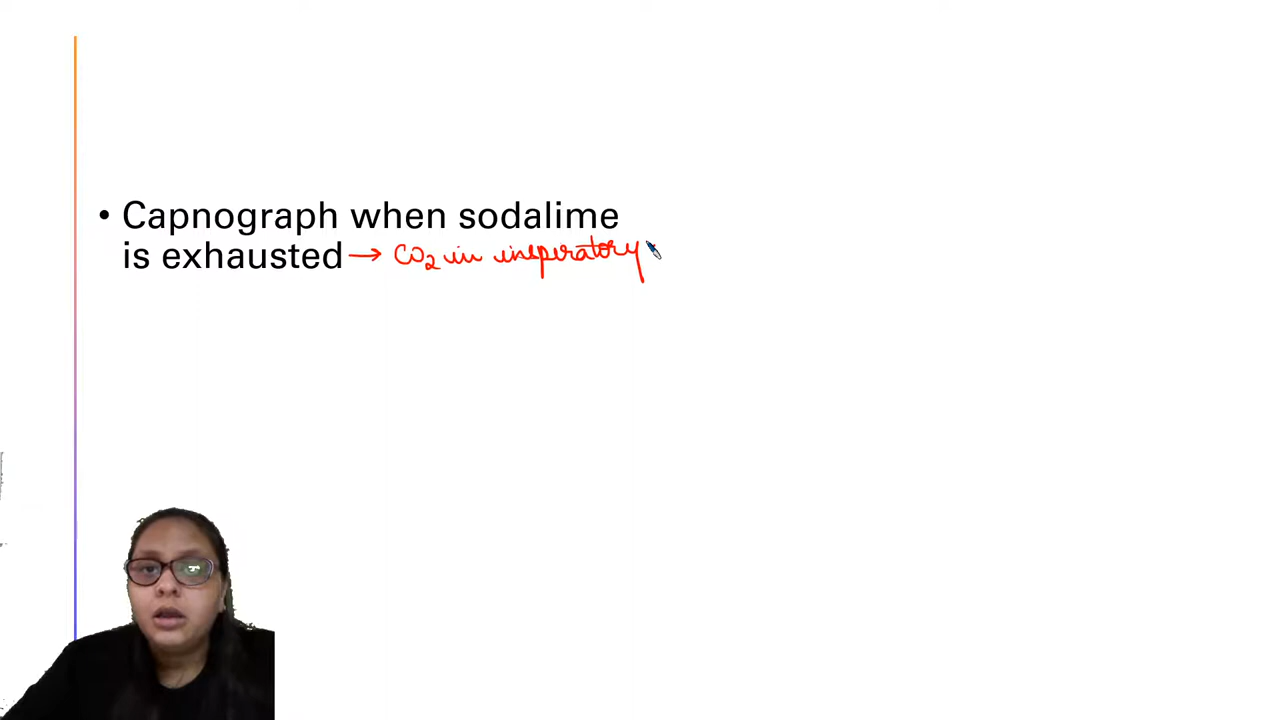 • Capnograph when sodalime
is exhausted → CO2 in inspiratory